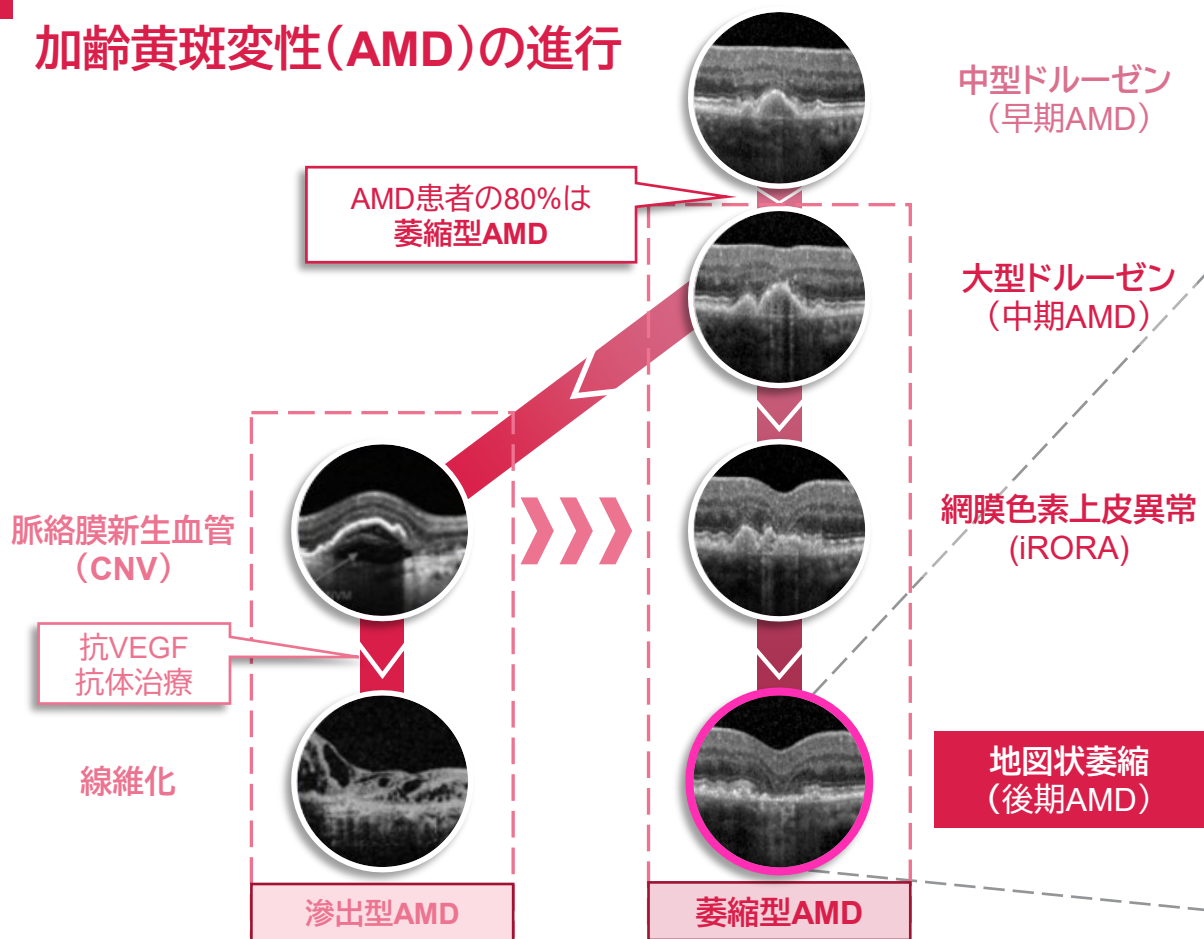 加齢黄斑変性（AMD）の進行
中型ドルーゼン
（早期AMD）
AMD患者の80%は
萎縮型AMD
大型ドルーゼン
（中期AMD）
脈絡膜新生血管
（CNV）
網膜色素上皮異常
(iRORA)
抗VEGF
抗体治療
線維化
地図状萎縮
（後期AMD）
滲出型AMD
萎縮型AMD